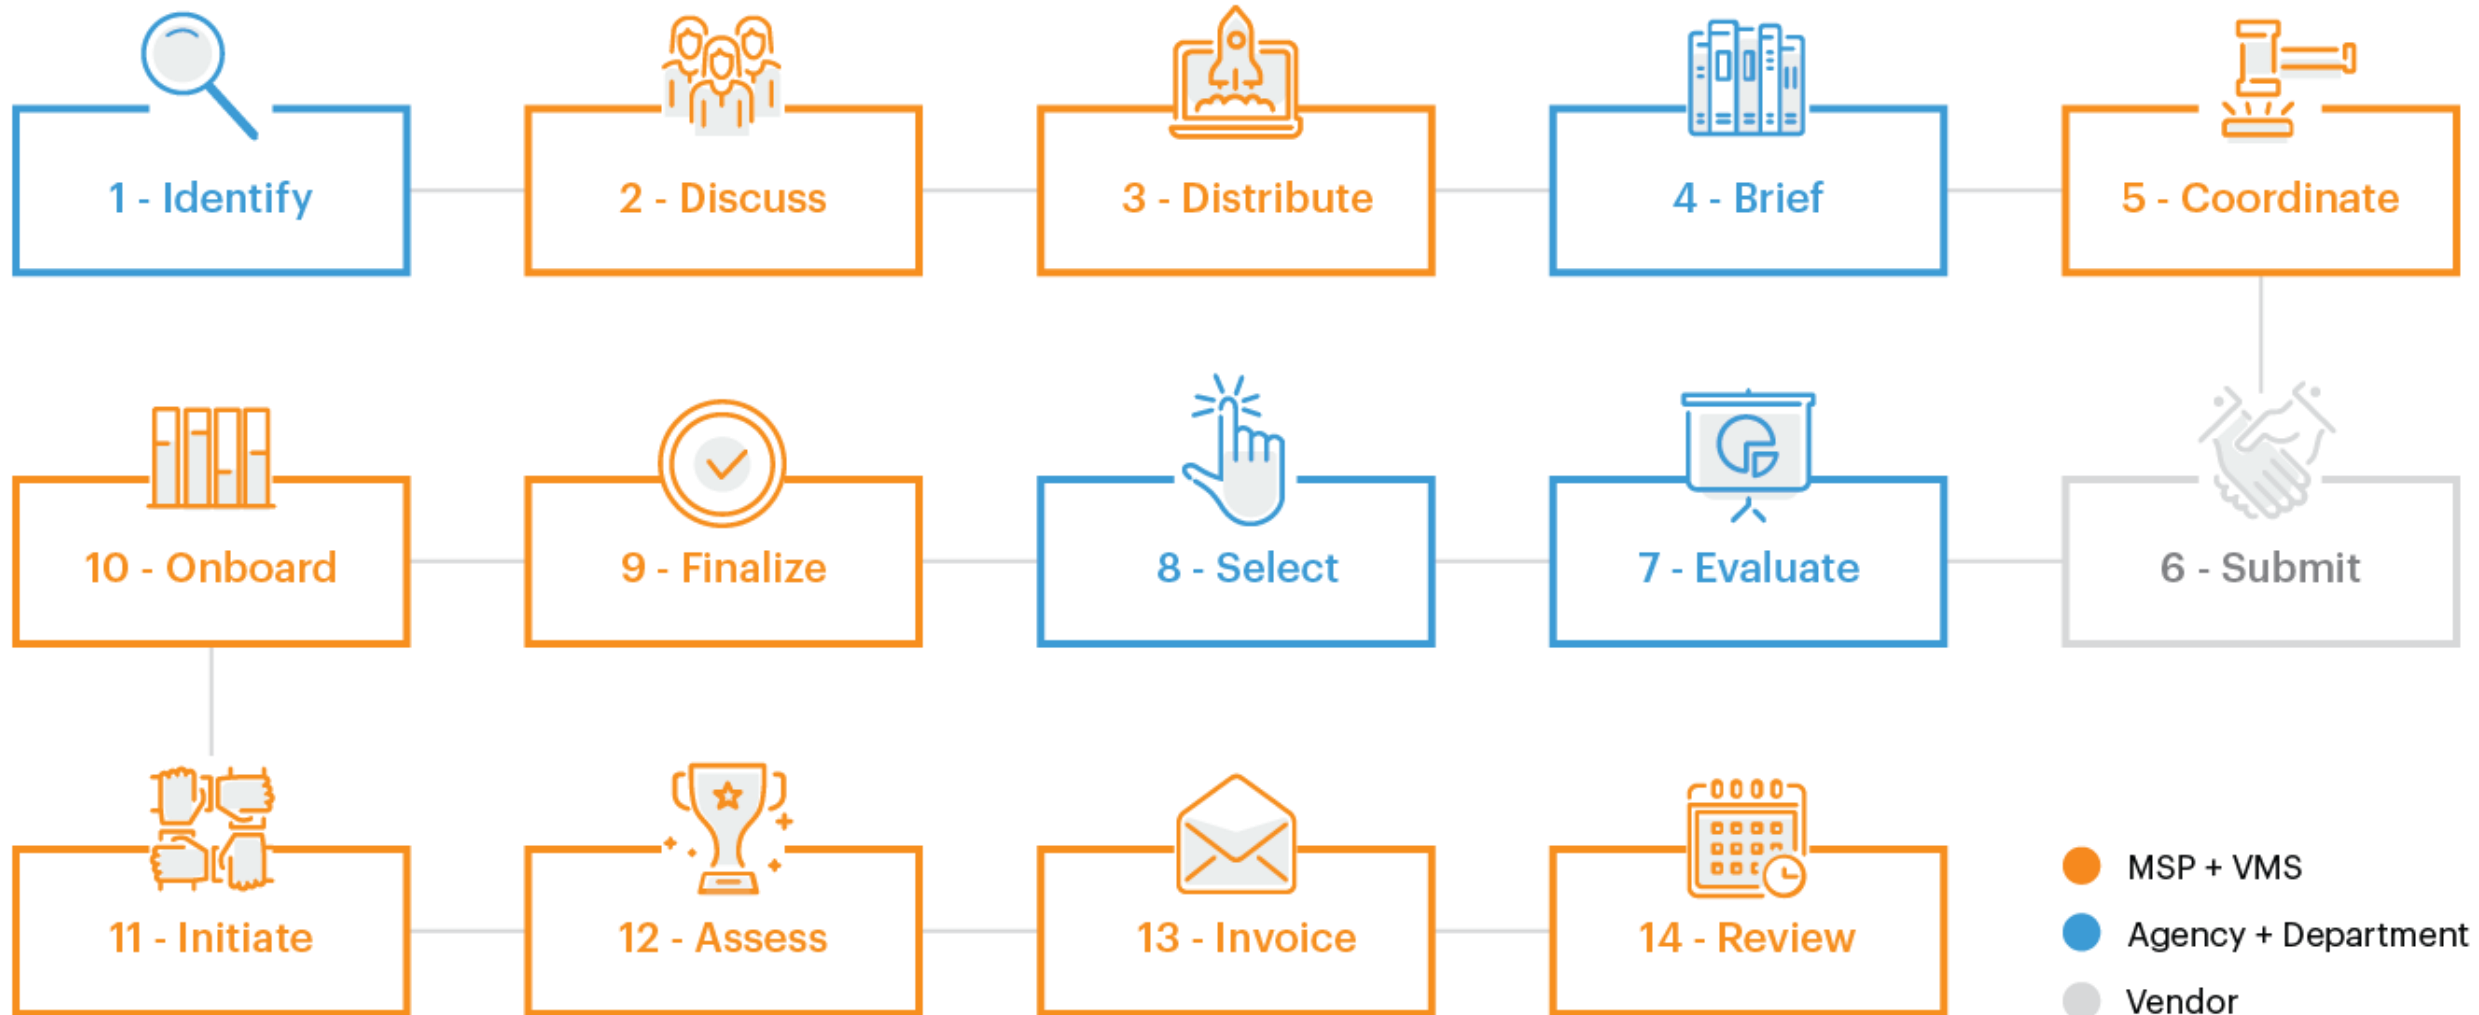 1 - Identify
2 - Discuss
3 - Distribute
4 - Brief
5 - Coordinate
10 - Onboard
9 - Finalize
8 - Select
7 - Evaluate
6 - Submit
11 - Initiate
12 - Assess
13 - Invoice
14 - Review
MSP + VMS
Agency + Department
Vendor